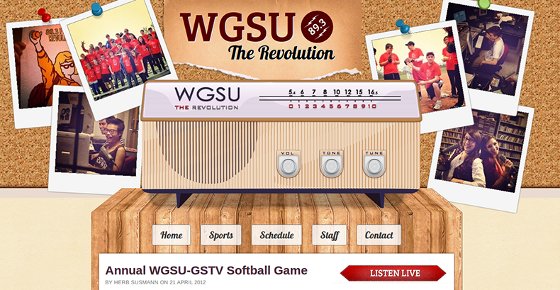 WGSU 89.3
The Revolution
WGSU
THE REVOLUTION
5 6 7 8 10 12 14 16
0 1 2 3 4 5 6 7 8 9 10
VOL TONE TUNE
Home Sports Schedule Staff Contact
Annual WGSU-GSTV Softball Game
LISTEN LIVE
BY HERB SUSMANN ON 21 APRIL 2012